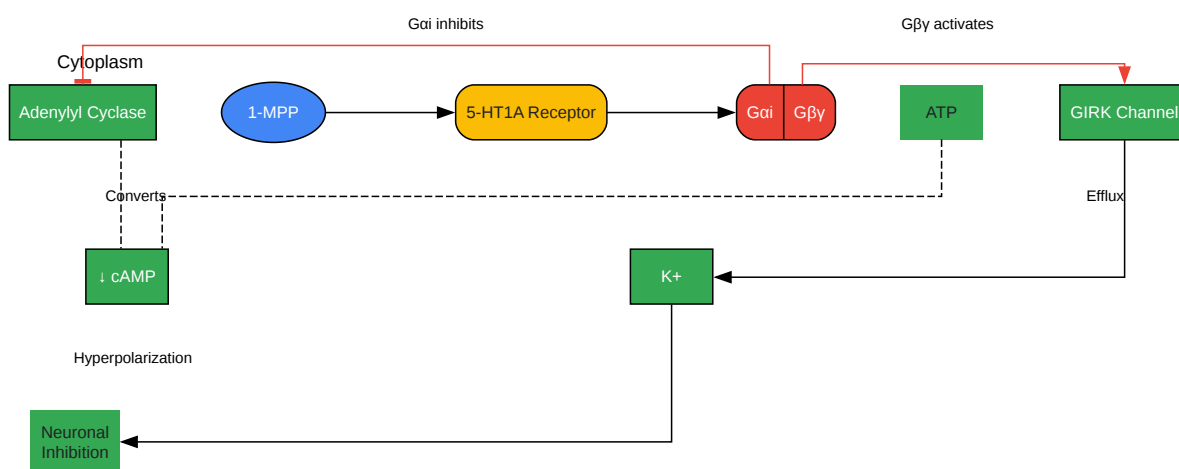 Gαi inhibits
Gβγ activates
Cytoplasm
Adenylyl Cyclase
1-MPP
5-HT1A Receptor
Gαi
Gβγ
ATP
GIRK Channel
Converts
Efflux
↓ cAMP
K+
Hyperpolarization
Neuronal
Inhibition